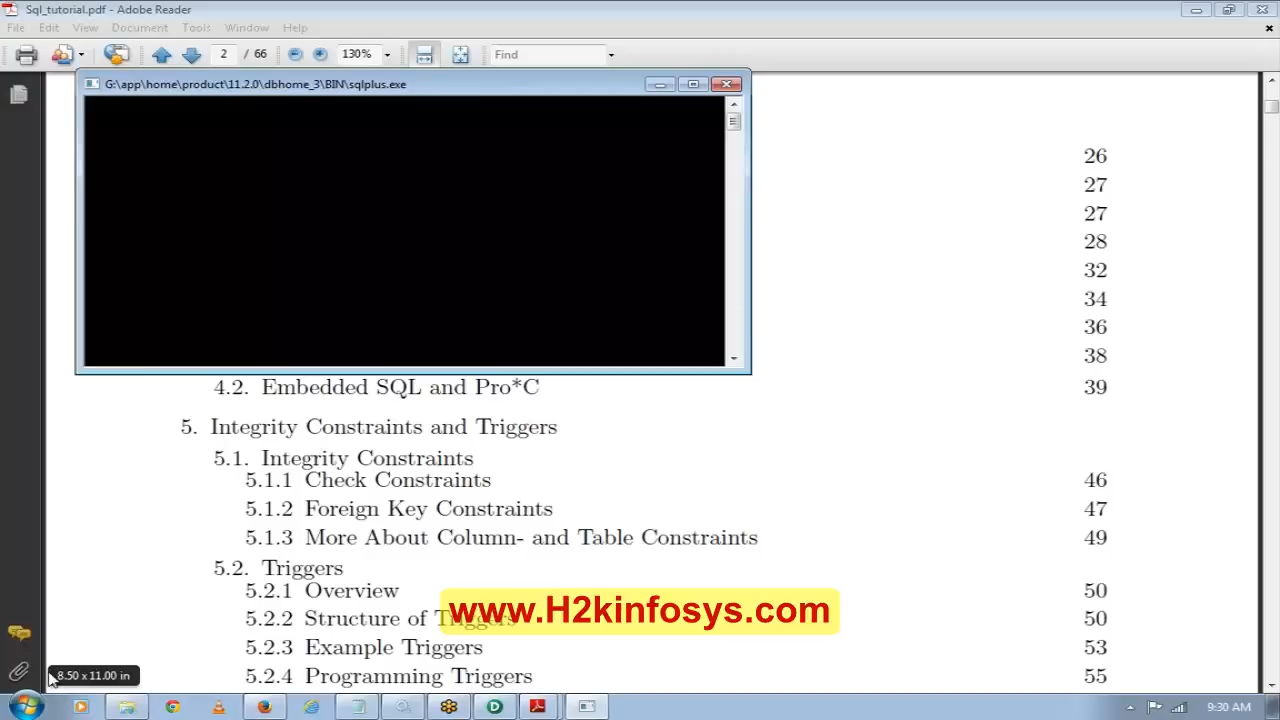 Sql_tutorial.pdf - Adobe Reader
File Edit View Document Tools Window Help
2 / 66 130% Find
G:\app\home\product\11.2.0\dbhome_3\BIN\sqlplus.exe
26
27
27
28
32
34
36
38
4.2. Embedded SQL and Pro*C 39
5. Integrity Constraints and Triggers
5.1. Integrity Constraints
5.1.1 Check Constraints 46
5.1.2 Foreign Key Constraints 47
5.1.3 More About Column- and Table Constraints 49
5.2. Triggers
5.2.1 Overview 50
www.H2kinfosys.com
5.2.2 Structure of Triggers 50
5.2.3 Example Triggers 53
5.2.4 Programming Triggers 55
8.50 x 11.00 in
9:30 AM